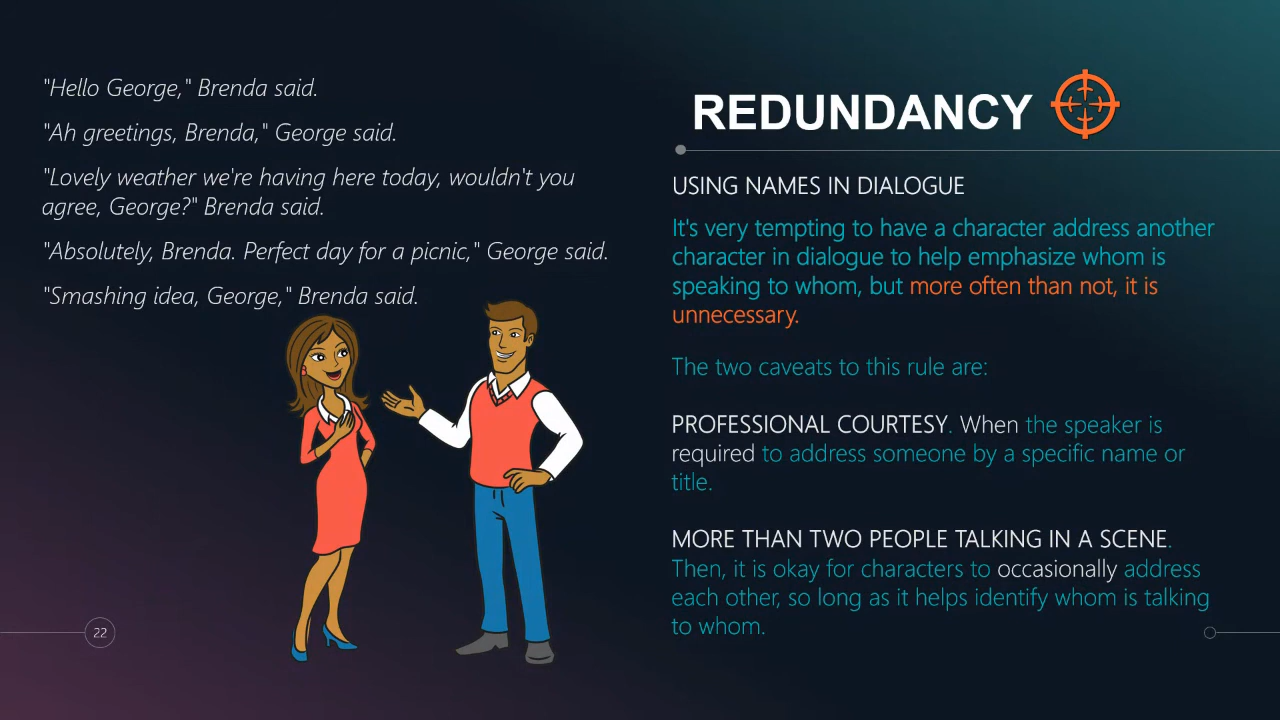 "Hello George," Brenda said.
"Ah greetings, Brenda," George said.
"Lovely weather we're having here today, wouldn't you
agree, George?" Brenda said.
"Absolutely, Brenda. Perfect day for a picnic," George said.
"Smashing idea, George," Brenda said.
22
REDUNDANCY
USING NAMES IN DIALOGUE
It's very tempting to have a character address another
character in dialogue to help emphasize whom is
speaking to whom, but more often than not, it is
unnecessary.
The two caveats to this rule are:
PROFESSIONAL COURTESY. When the speaker is
required to address someone by a specific name or
title.
MORE THAN TWO PEOPLE TALKING IN A SCENE.
Then, it is okay for characters to occasionally address
each other, so long as it helps identify whom is talking
to whom.